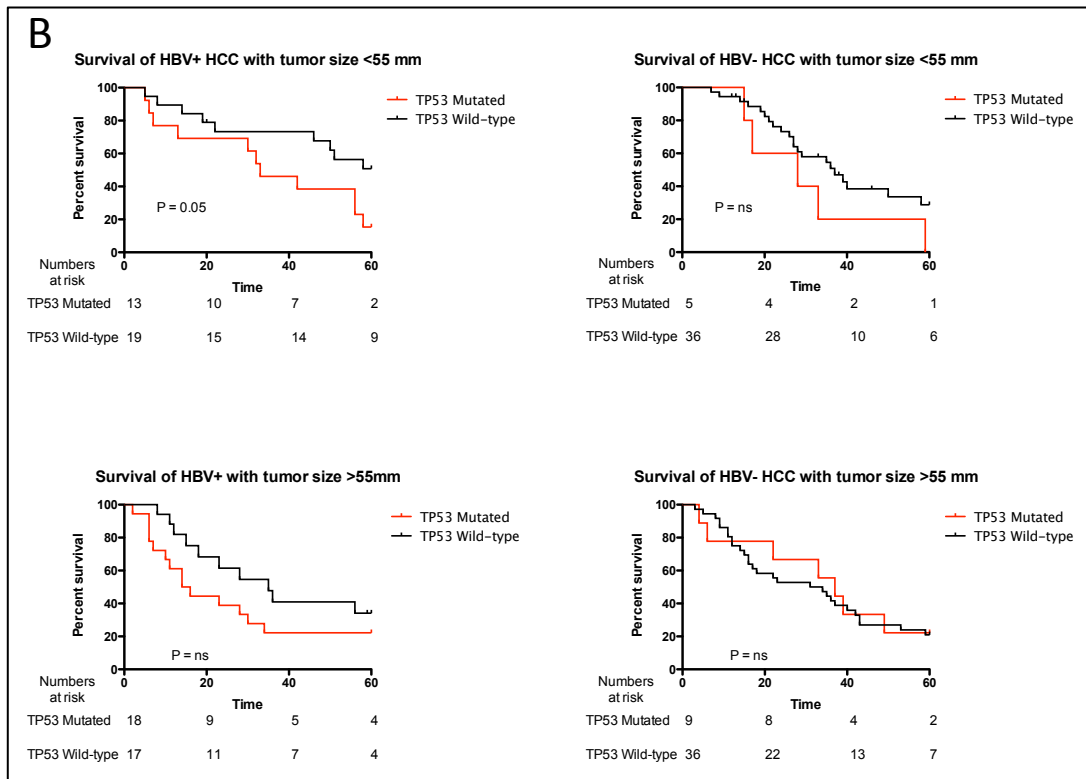 B
Survival of HBV+ HCC with tumor size <55 mm
100
80
60
40
20
0
Percent survival
TP53 Mutated
TP53 Wild-type
P = 0.05
0 20 40 60
Time
Numbers
at risk
TP53 Mutated 13 10 7 2
TP53 Wild-type 19 15 14 9
Survival of HBV- HCC with tumor size <55 mm
100
80
60
40
20
0
Percent survival
TP53 Mutated
TP53 Wild-type
P = ns
0 20 40 60
Time
Numbers
at risk
TP53 Mutated 5 4 2 1
TP53 Wild-type 36 28 10 6
Survival of HBV+ with tumor size >55mm
100
80
60
40
20
0
Percent survival
TP53 Mutated
TP53 Wild-type
P = ns
0 20 40 60
Time
Numbers
at risk
TP53 Mutated 18 9 5 4
TP53 Wild-type 17 11 7 4
Survival of HBV- HCC with tumor size >55 mm
100
80
60
40
20
0
Percent survival
TP53 Mutated
TP53 Wild-type
P = ns
0 20 40 60
Time
Numbers
at risk
TP53 Mutated 9 8 4 2
TP53 Wild-type 36 22 13 7